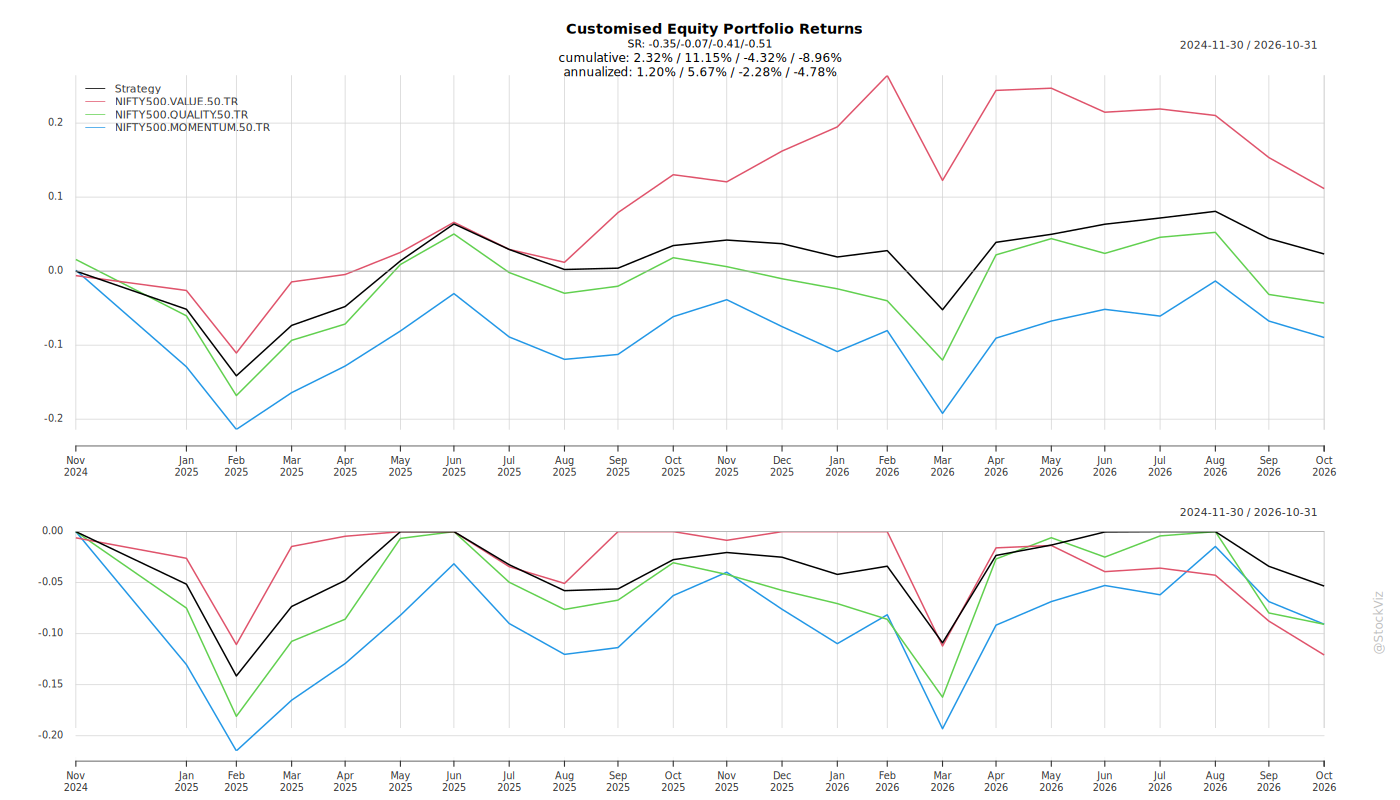 Customised Equity Portfolio Returns
SR: -0.35/-0.07/-0.41/-0.51
cumulative: 2.32% / 11.15% / -4.32% / -8.96%
annualized: 1.20% / 5.67% / -2.28% / -4.78%
2024-11-30 / 2026-10-31
Strategy
NIFTY500.VALUE.50.TR
NIFTY500.QUALITY.50.TR
NIFTY500.MOMENTUM.50.TR
0.2
0.1
0.0
-0.1
-0.2
Nov Jan Feb Mar Apr May Jun Jul Aug Sep Oct Nov Dec Jan Feb Mar Apr May Jun Jul Aug Sep Oct
2024 2025 2025 2025 2025 2025 2025 2025 2025 2025 2025 2025 2025 2026 2026 2026 2026 2026 2026 2026 2026 2026 2026
2024-11-30 / 2026-10-31
0.00
-0.05
-0.10
-0.15
-0.20
Nov Jan Feb Mar Apr May Jun Jul Aug Sep Oct Nov Dec Jan Feb Mar Apr May Jun Jul Aug Sep Oct
2024 2025 2025 2025 2025 2025 2025 2025 2025 2025 2025 2025 2025 2026 2026 2026 2026 2026 2026 2026 2026 2026 2026
@StockViz